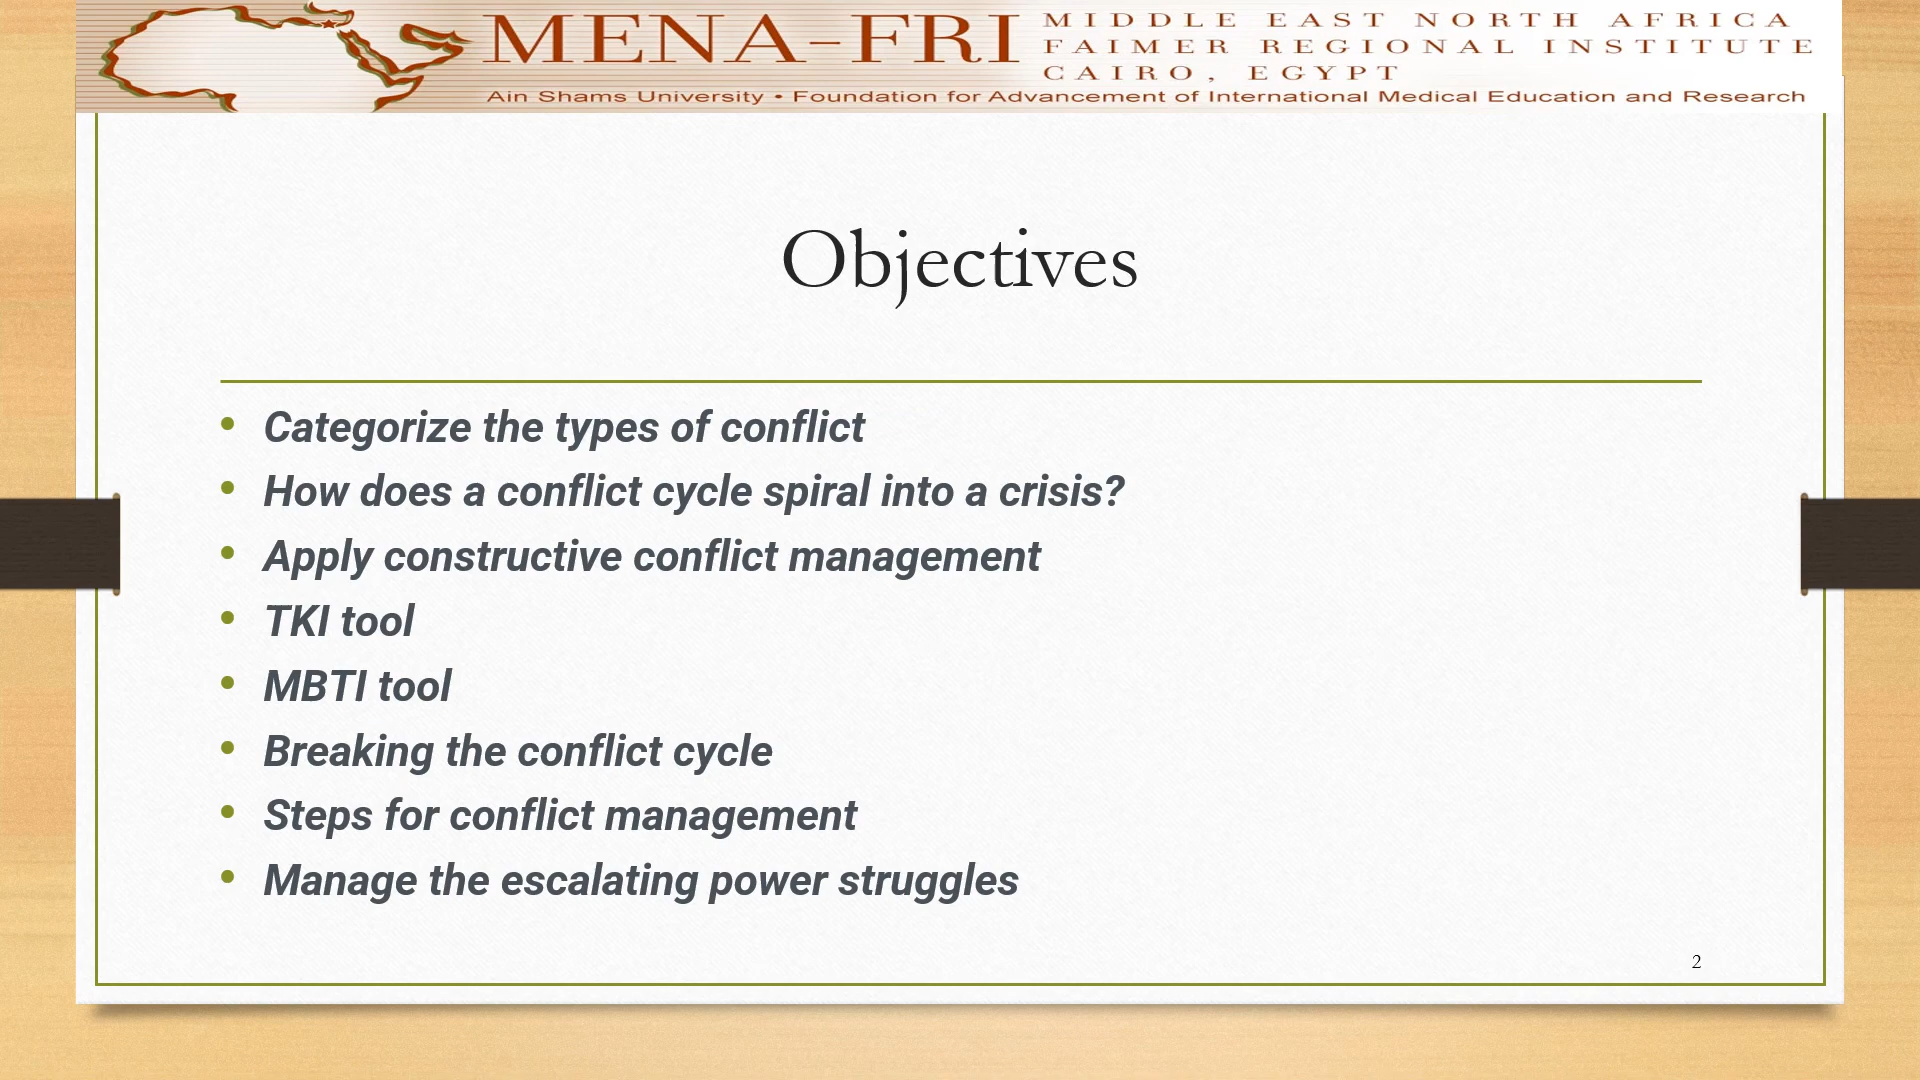 MENA-FRI
MIDDLE EAST NORTH AFRICA
FAIMER REGIONAL INSTITUTE
CAIRO, EGYPT
Ain Shams University • Foundation for Advancement of International Medical Education and Research
Objectives
• Categorize the types of conflict
• How does a conflict cycle spiral into a crisis?
• Apply constructive conflict management
• TKI tool
• MBTI tool
• Breaking the conflict cycle
• Steps for conflict management
• Manage the escalating power struggles
2